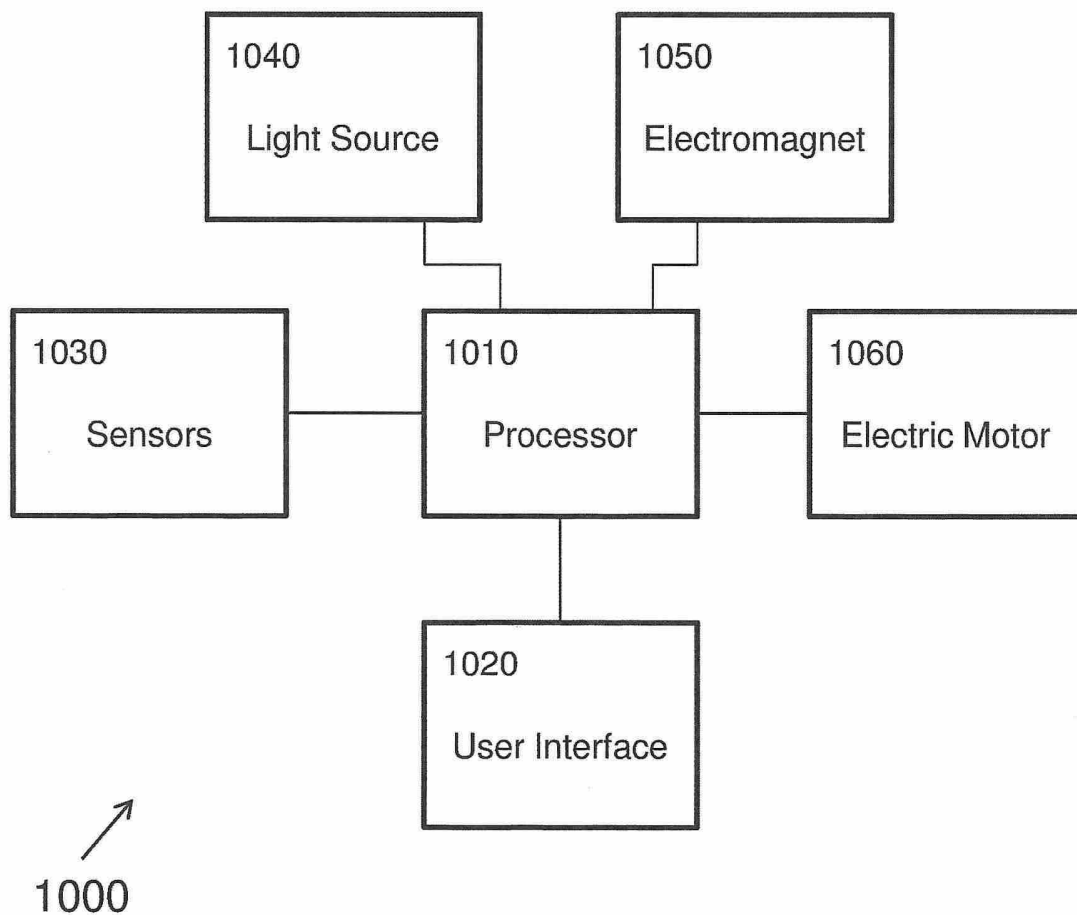 1040
Light Source
1050
Electromagnet
1030
Sensors
1010
Processor
1060
Electric Motor
1020
User Interface
1000